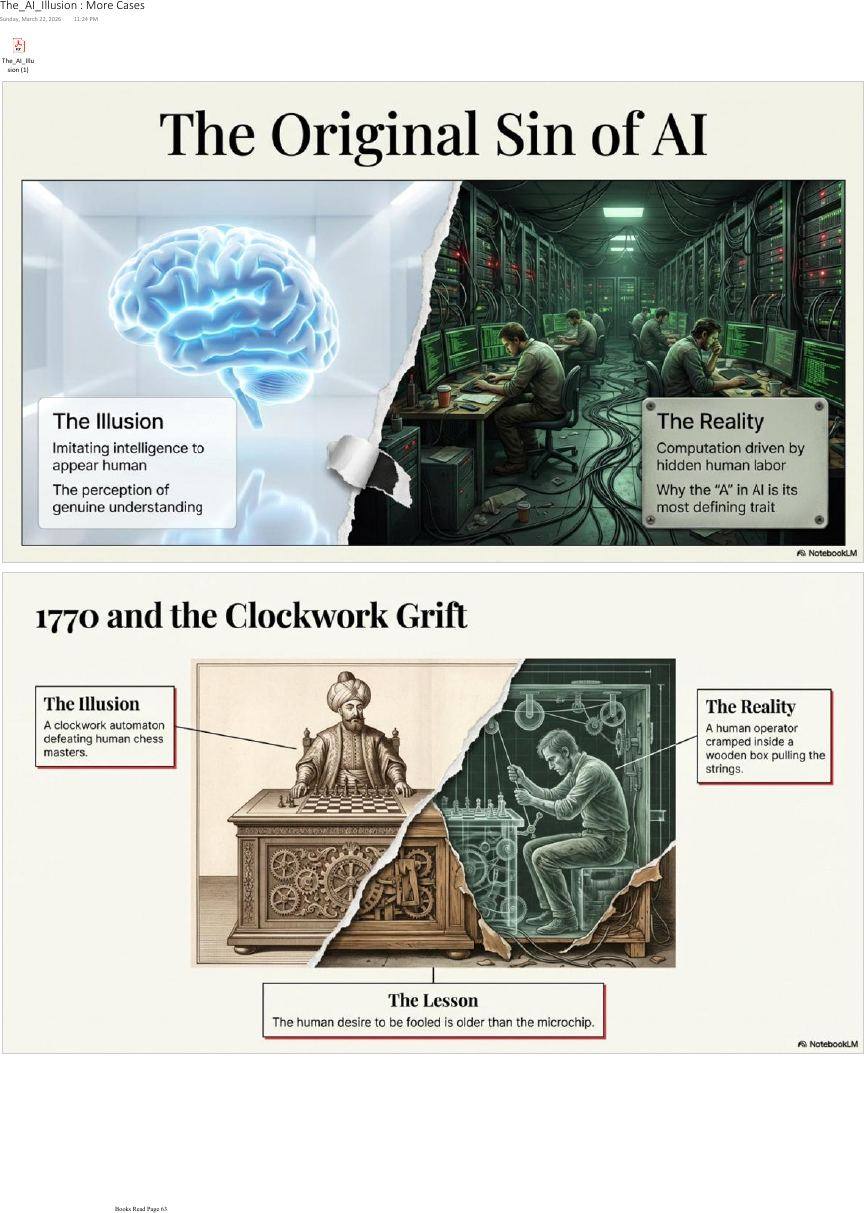 The_AI_Illusion : More Cases
Sunday, March 22, 2026 11:24 PM
The_AI_Illu
sion (1)
The Original Sin of AI
The Illusion
Imitating intelligence to
appear human
The perception of
genuine understanding
The Reality
Computation driven by
hidden human labor
Why the “A” in AI is its
most defining trait
NotebookLM
1770 and the Clockwork Grift
The Illusion
A clockwork automaton
defeating human chess
masters.
The Reality
A human operator
cramped inside a
wooden box pulling the
strings.
The Lesson
The human desire to be fooled is older than the microchip.
NotebookLM
Books Read Page 63